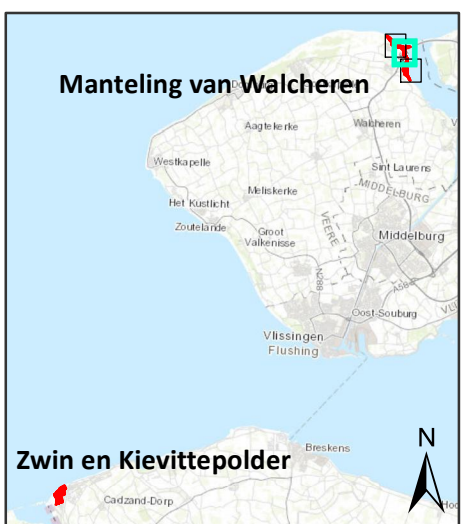 Manteling van Walcheren
Aagtekerke
Walcheren
Westkapelle
Sint Laurens
MIDDELBURG
Meliskerke
Het Kustlicht
VEERE
Zoutelande
Groot
Valkenisse
Middelburg
N288
A58
Oost-Souburg
Vlissingen
Flushing
Breskens
N
Zwin en Kievittepolder
Cadzand-Dorp